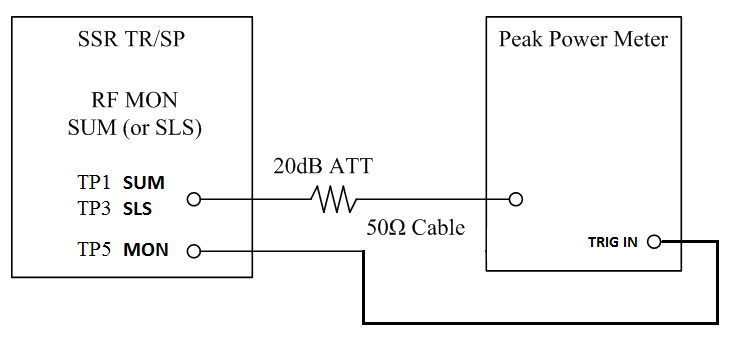 SSR TR/SP
RF MON
SUM (or SLS)
TP1 SUM
TP3 SLS
TP5 MON
20dB ATT
50Ω Cable
Peak Power Meter
TRIG IN